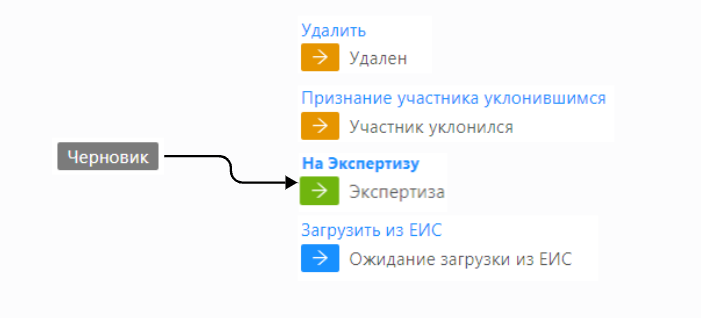 Удалить
Удален
Признание участника уклонившимся
Участник уклонился
Черновик
На Экспертизу
Экспертиза
Загрузить из ЕИС
Ожидание загрузки из ЕИС